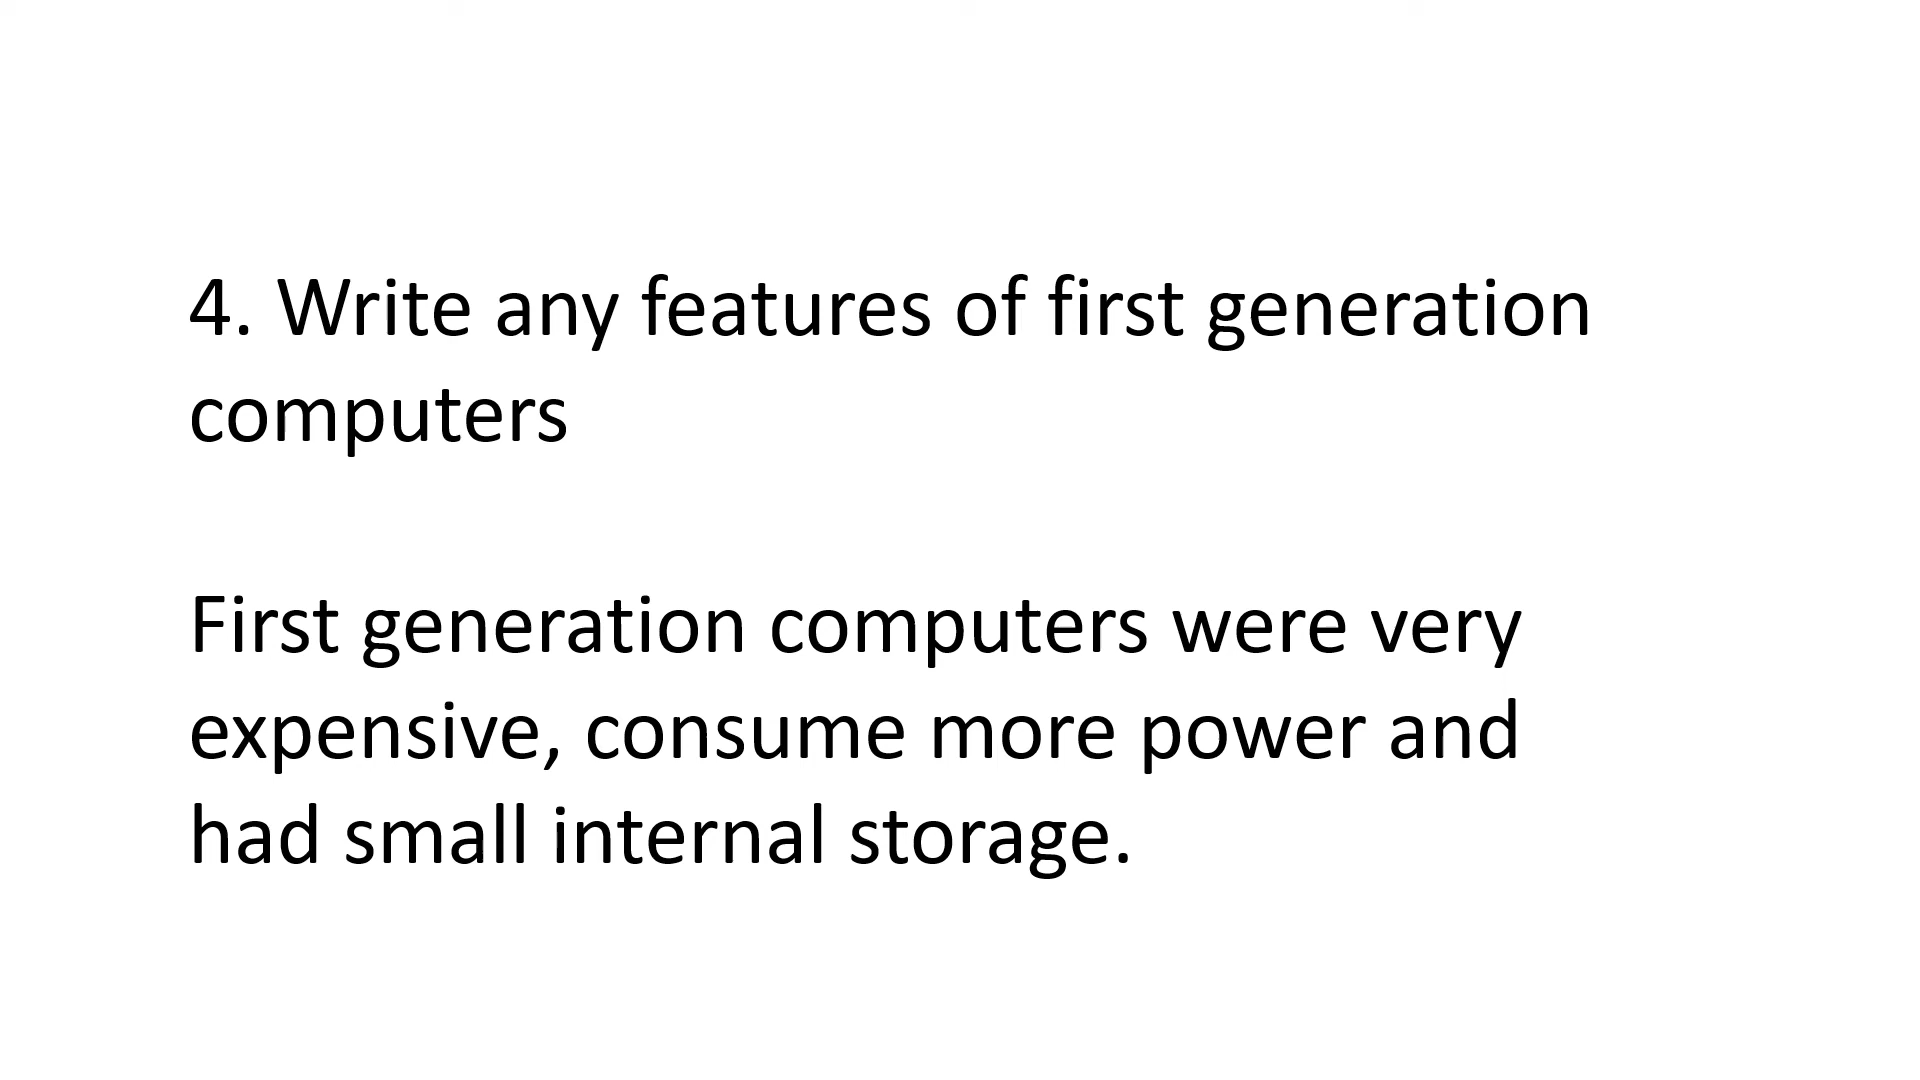 4. Write any features of first generation
computers
First generation computers were very
expensive, consume more power and
had small internal storage.